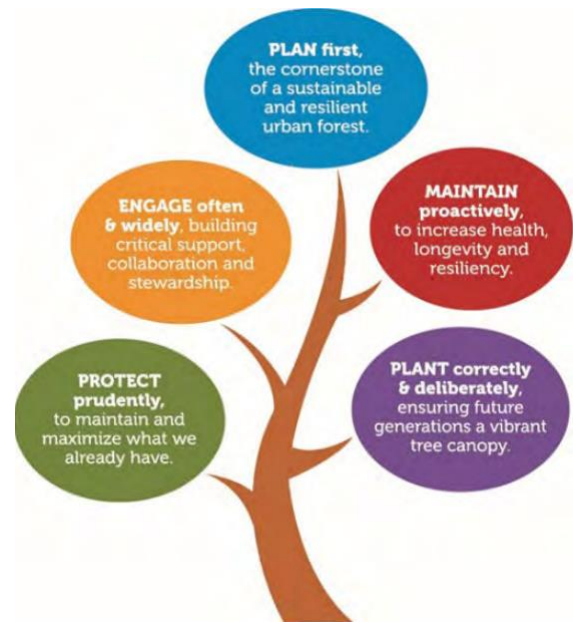 PLAN first,
the cornerstone
of a sustainable
and resilient
urban forest.
ENGAGE often
& widely, building
critical support,
collaboration and
stewardship.
MAINTAIN
proactively,
to increase health,
longevity and
resiliency.
PROTECT
prudently,
to maintain and
maximize what we
already have.
PLANT correctly
& deliberately,
ensuring future
generations a vibrant
tree canopy.